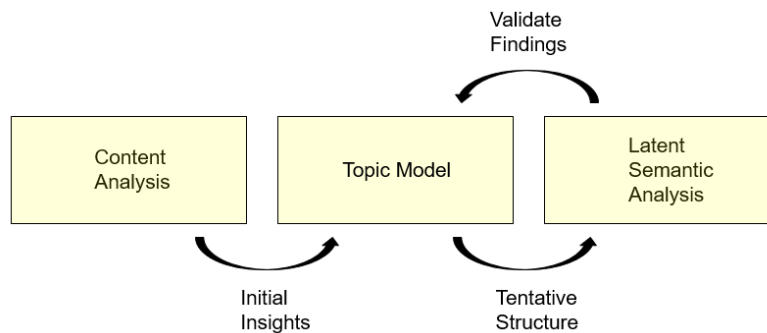 Validate
Findings
Content
Analysis
Topic Model
Latent
Semantic
Analysis
Initial
Insights
Tentative
Structure